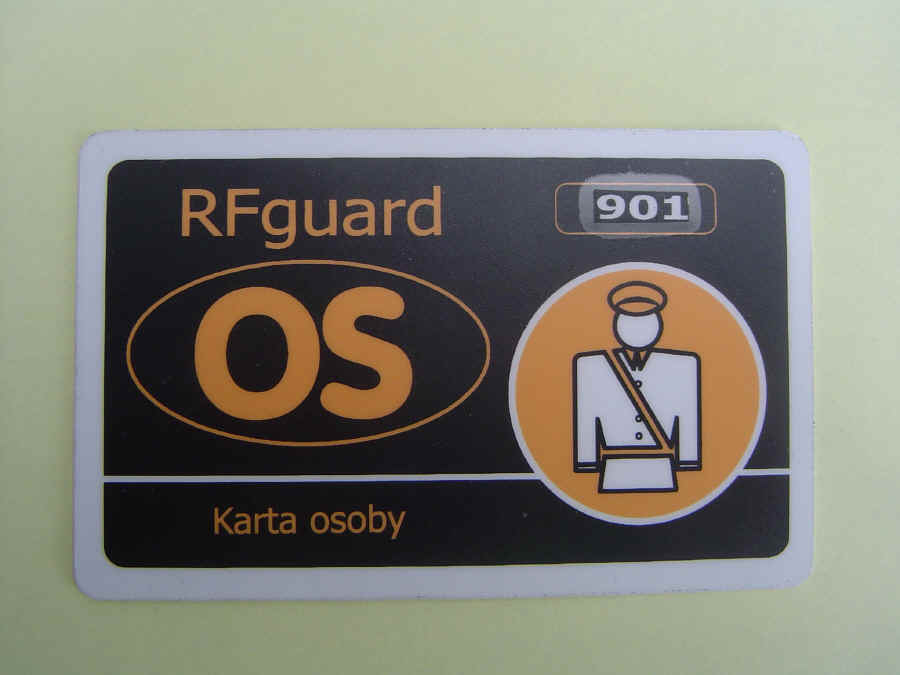 RFguard
901
OS
Karta osoby